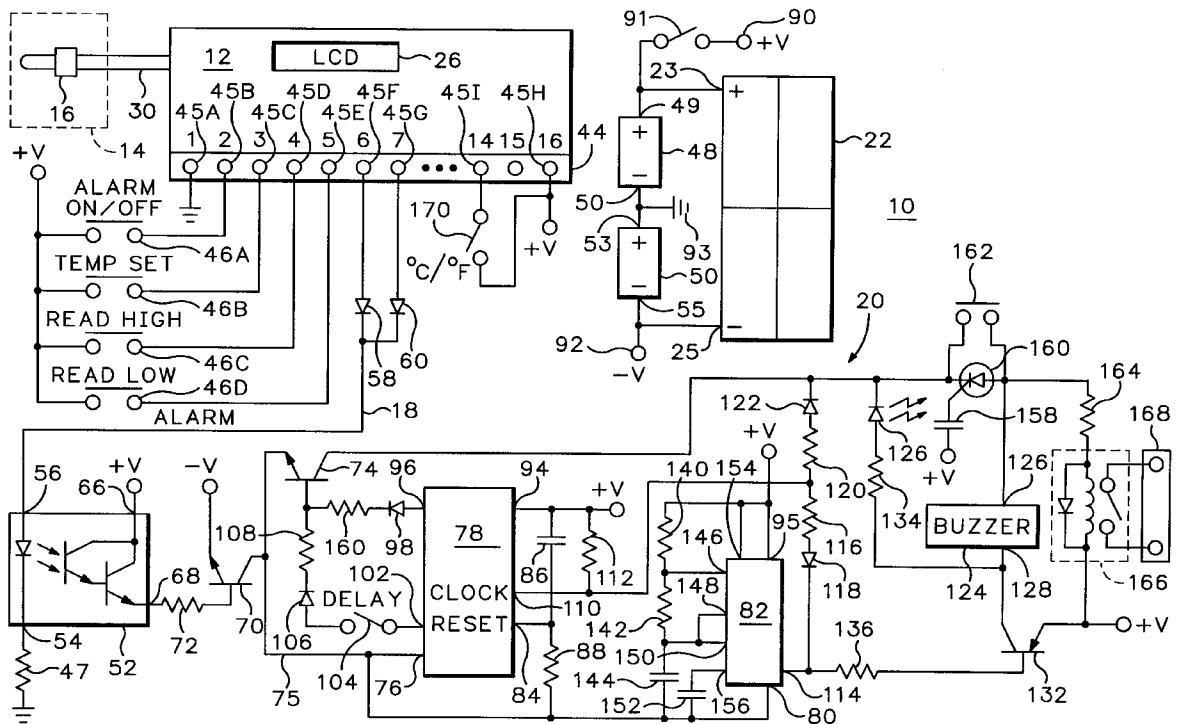 12
LCD
26
16
30
14
45A
45B
45C
45D
45E
45F
45G
45I
45H
1 2 3 4 5 6 7 ••• 14 15 16
44
+V
ALARM
ON/OFF
46A
TEMP SET
46B
READ HIGH
46C
READ LOW
46D
ALARM
58
60
18
170
°C/°F
+V
91
90
+V
23
+
49
+
48
−
50
53
93
+
50
−
55
−
25
92
−V
22
10
20
162
160
164
158
+V
168
166
122
120
116
118
126
134
126
BUZZER
124
128
136
132
+V
56
+V
66
68
54
52
47
72
−V
70
74
75
108
106
160
98
96
DELAY
102
104
76
78
CLOCK
RESET
94
+V
86
112
110
84
88
140
154
+V
95
146
148
142
150
82
144
152
156
114
80